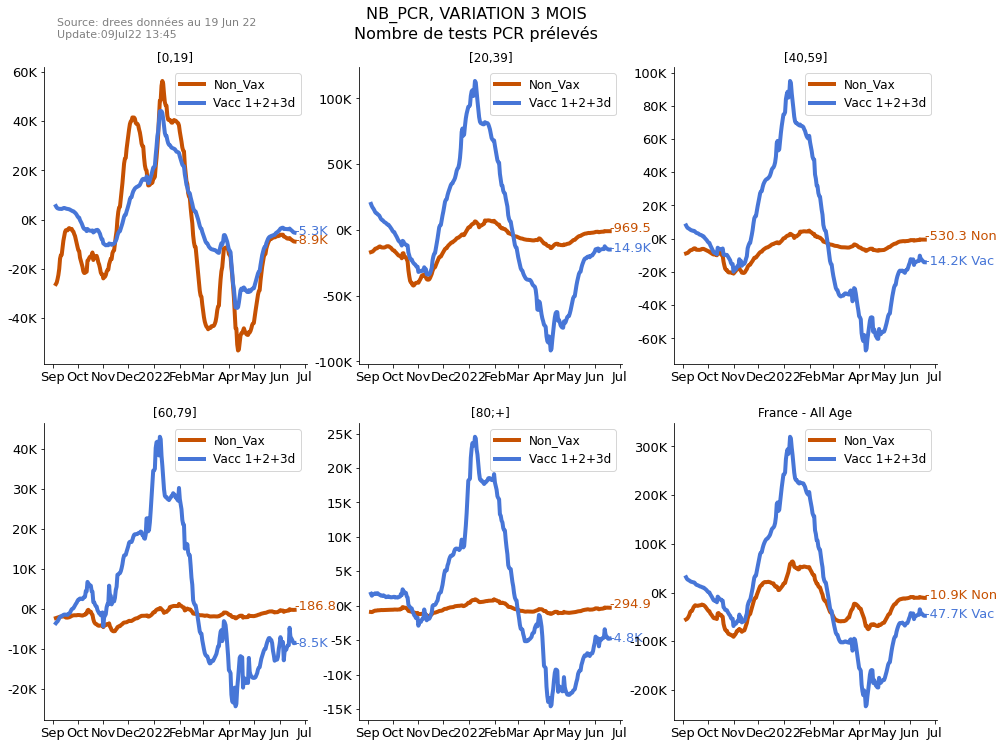 NB_PCR, VARIATION 3 MOIS
Source: drees données au 19 Jun 22
Nombre de tests PCR prélevés
Update:09Jul22 13:45
[0,19]
60K
40K
20K
0K
-20K
-40K
Non_Vax
Vacc 1+2+3d
-5.3K
-8.9K
Sep Oct Nov Dec 2022 Feb Mar Apr May Jun Jul
[20,39]
100K
50K
0K
-50K
-100K
Non_Vax
Vacc 1+2+3d
-969.5
-14.9K
Sep Oct Nov Dec 2022 Feb Mar Apr May Jun Jul
[40,59]
100K
80K
60K
40K
20K
0K
-20K
-40K
-60K
Non_Vax
Vacc 1+2+3d
-530.3 Non
-14.2K Vac
Sep Oct Nov Dec 2022 Feb Mar Apr May Jun Jul
[60,79]
40K
30K
20K
10K
0K
-10K
-20K
Non_Vax
Vacc 1+2+3d
-186.8
-8.5K
Sep Oct Nov Dec 2022 Feb Mar Apr May Jun Jul
[80;+]
25K
20K
15K
10K
5K
0K
-5K
-10K
-15K
Non_Vax
Vacc 1+2+3d
-294.9
-4.8K
Sep Oct Nov Dec 2022 Feb Mar Apr May Jun Jul
France - All Age
300K
200K
100K
0K
-100K
-200K
Non_Vax
Vacc 1+2+3d
-10.9K Non
-47.7K Vac
Sep Oct Nov Dec 2022 Feb Mar Apr May Jun Jul